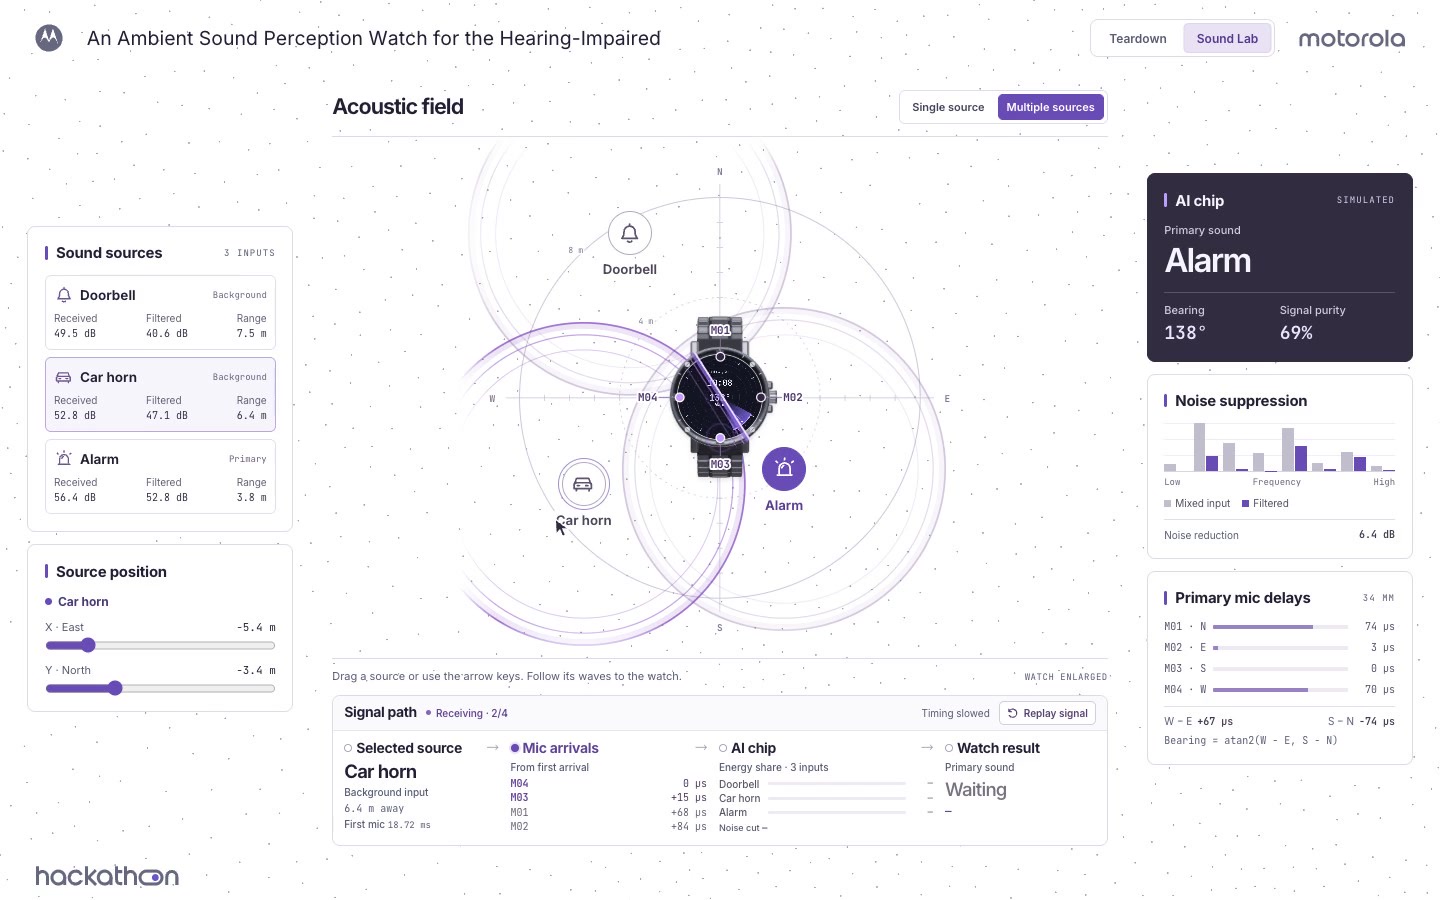 An Ambient Sound Perception Watch for the Hearing-Impaired
Teardown
Sound Lab
motorola
Acoustic field
Single source
Multiple sources
Sound sources
3 INPUTS
Doorbell
Background
Received
Filtered
Range
49.5 dB
40.6 dB
7.5 m
Car horn
Background
Received
Filtered
Range
52.8 dB
47.1 dB
6.4 m
Alarm
Primary
Received
Filtered
Range
56.4 dB
52.8 dB
3.8 m
Source position
Car horn
X · East
-5.4 m
Y · North
-3.4 m
N
8 m
Doorbell
4 m
M01
W
M04
M02
E
M03
Alarm
Car horn
S
Drag a source or use the arrow keys. Follow its waves to the watch.
WATCH ENLARGED
Signal path
Receiving · 2/4
Timing slowed
Replay signal
Selected source
→
Mic arrivals
→
AI chip
→
Watch result
Car horn
Background input
6.4 m away
First mic 18.72 ms
From first arrival
M04
0 µs
M03
+15 µs
M01
+68 µs
M02
+84 µs
Energy share · 3 inputs
Doorbell
–
Car horn
–
Alarm
–
Noise cut –
Primary sound
Waiting
–
AI chip
SIMULATED
Primary sound
Alarm
Bearing
Signal purity
138°
69%
Noise suppression
Low
Frequency
High
Mixed input
Filtered
Noise reduction
6.4 dB
Primary mic delays
34 MM
M01 · N
74 µs
M02 · E
3 µs
M03 · S
0 µs
M04 · W
70 µs
W – E +67 µs
S – N -74 µs
Bearing = atan2(W - E, S - N)
hackathon